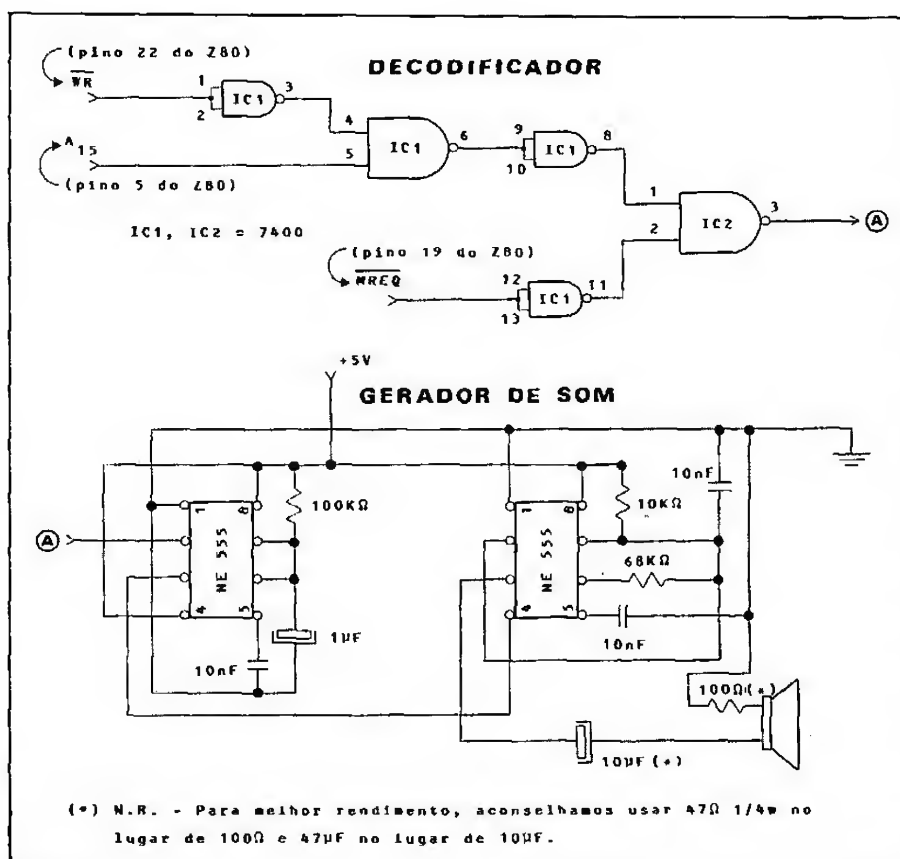 (pino 22 do Z80)
DECODIFICADOR
WR
1
2
IC1
3
4
5
IC1
6
9
10
IC1
8
A15
(pino 5 do Z80)
1
2
IC2
3
A
IC1, IC2 = 7400
(pino 19 do Z80)
MREQ
12
13
IC1
11
+5V
GERADOR DE SOM
10nF
1
8
100KΩ
1
8
10KΩ
A
NE 555
NE 555
68KΩ
4
5
4
5
1µF
10nF
10nF
100Ω(*)
10µF(*)
(*) N.R. - Para melhor rendimento, aconselhamos usar 47Ω 1/4w no
lugar de 100Ω e 47µF no lugar de 10µF.